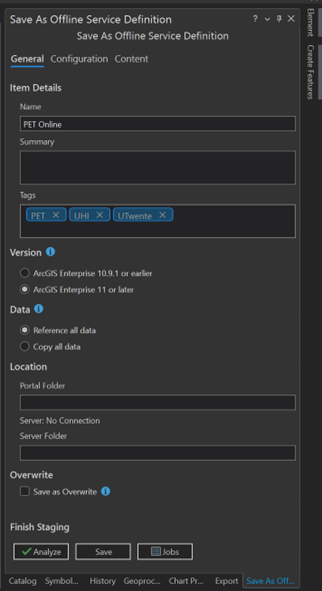 Save As Offline Service Definition
Save As Offline Service Definition
General Configuration Content
Item Details
Name
PET Online
Summary
Tags
PET UHI UTwente
Version
ArcGIS Enterprise 10.9.1 or earlier
ArcGIS Enterprise 11 or later
Data
Reference all data
Copy all data
Location
Portal Folder
Server: No Connection
Server Folder
Overwrite
Save as Overwrite
Finish Staging
Analyze Save Jobs
Catalog Symbol... History Geoproc... Chart Pr... Export Save As Off...
Element
Create Features